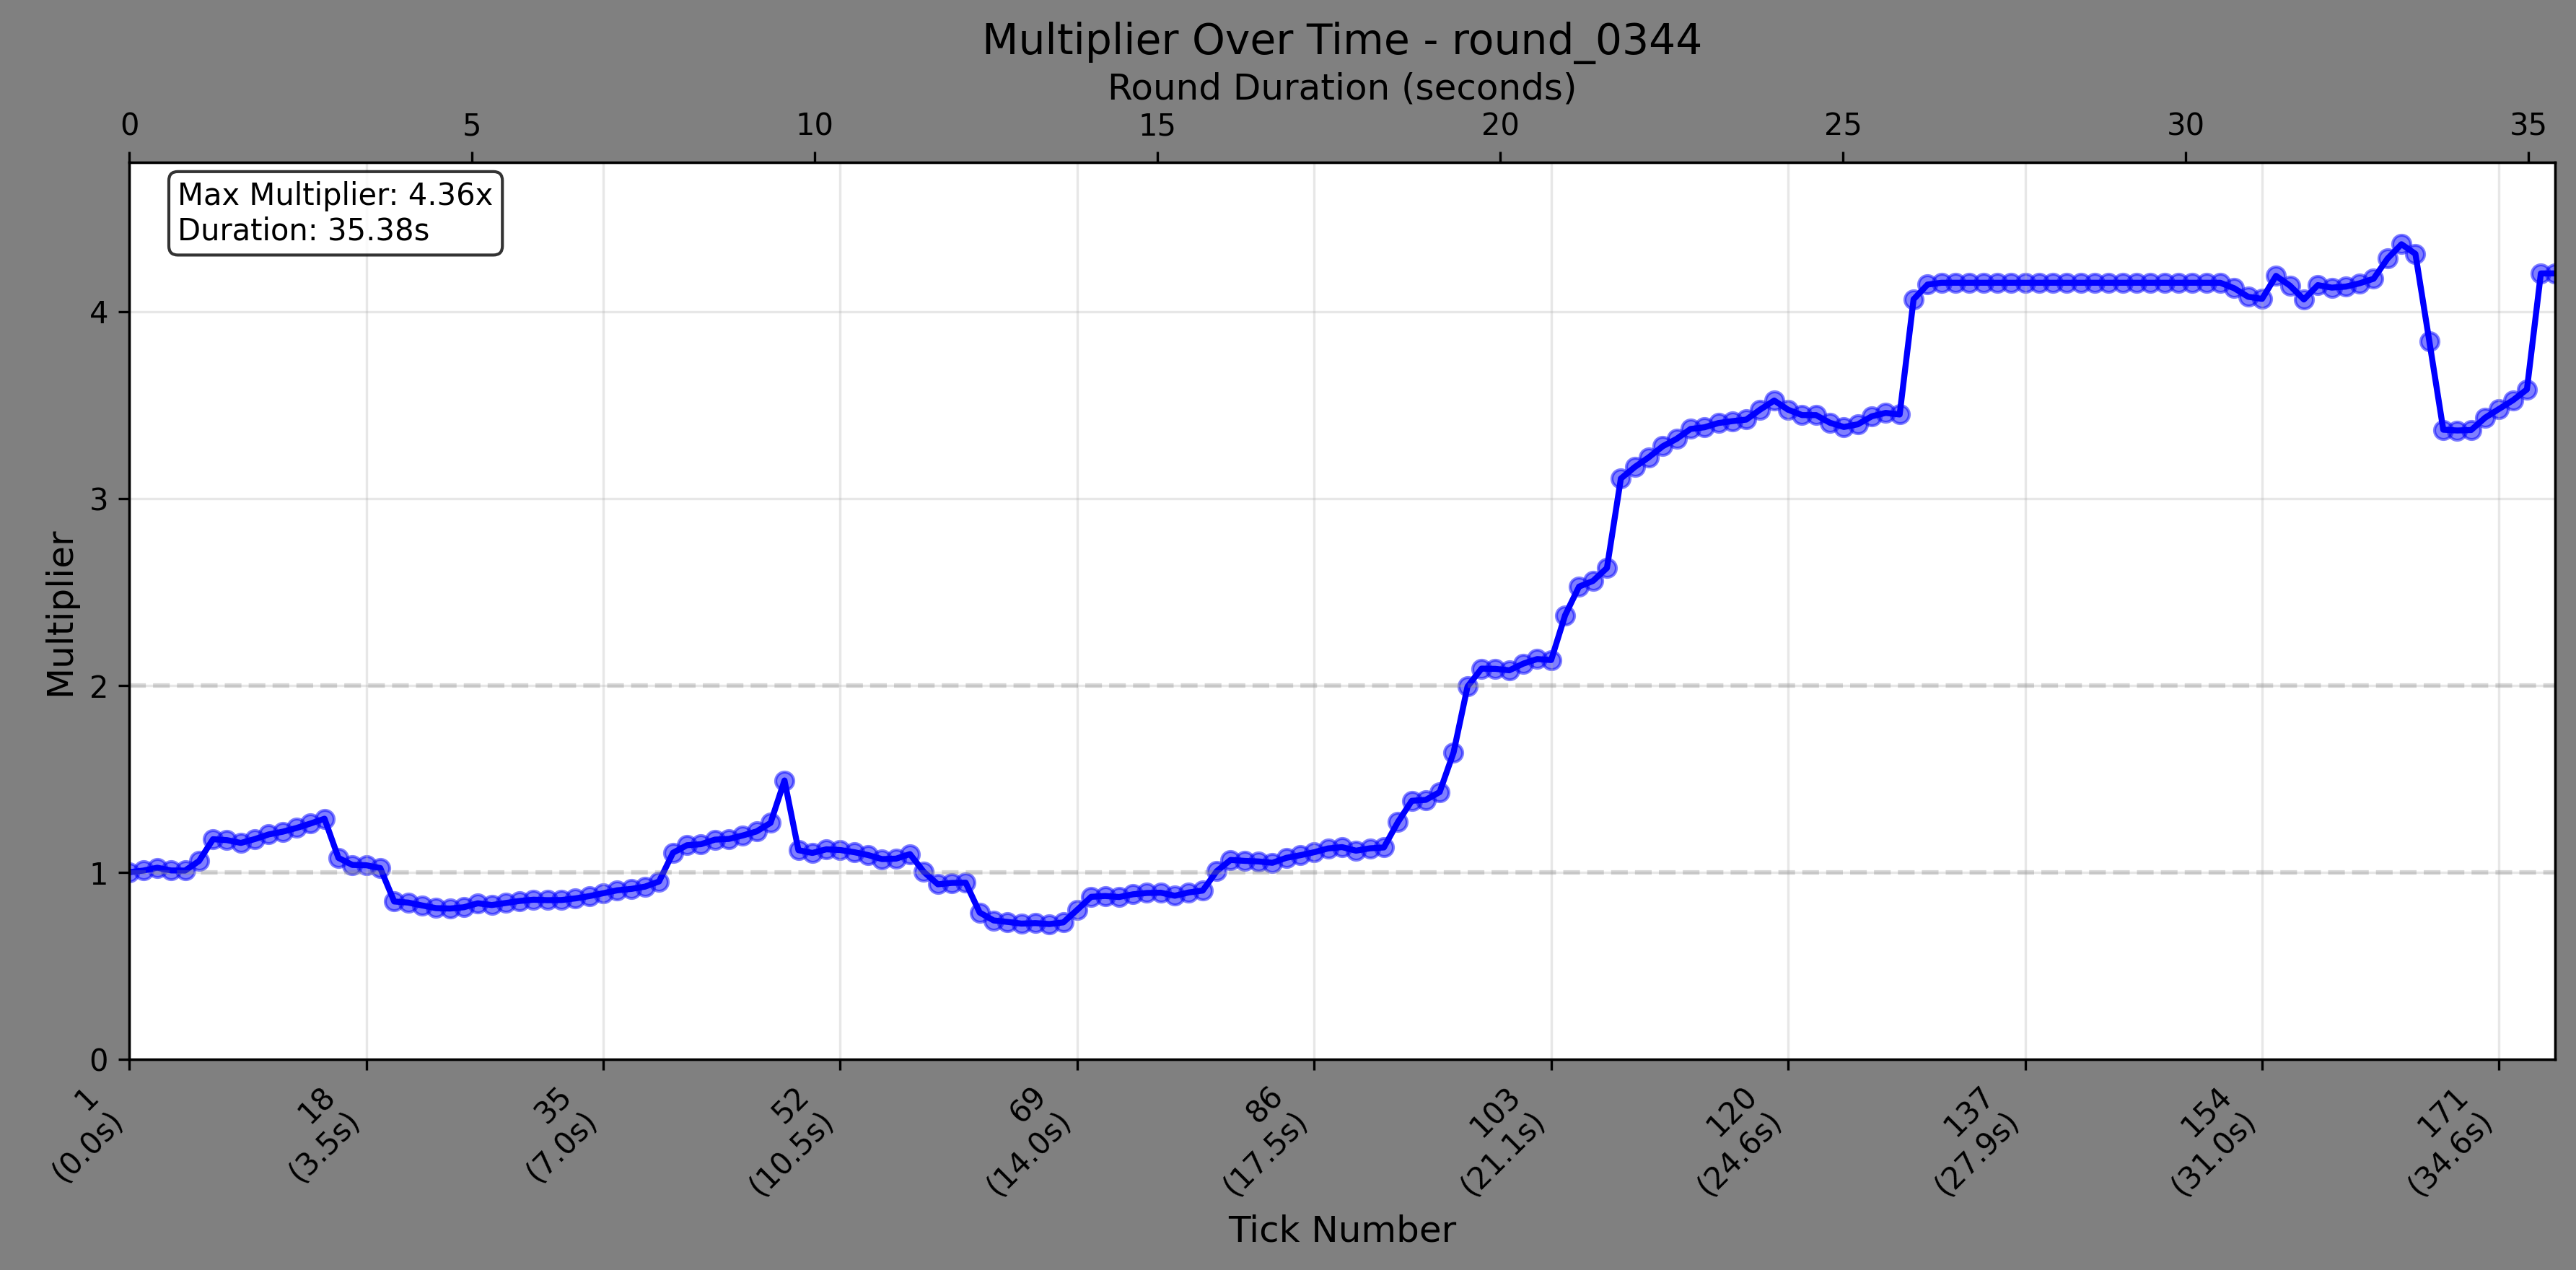 Multiplier Over Time - round_0344
Round Duration (seconds)
0 5 10 15 20 25 30 35
Max Multiplier: 4.36x
Duration: 35.38s
Multiplier
4
3
2
1
0
1
(0.0s)
18
(3.5s)
35
(7.0s)
52
(10.5s)
69
(14.0s)
86
(17.5s)
103
(21.1s)
120
(24.6s)
137
(27.9s)
154
(31.0s)
171
(34.6s)
Tick Number